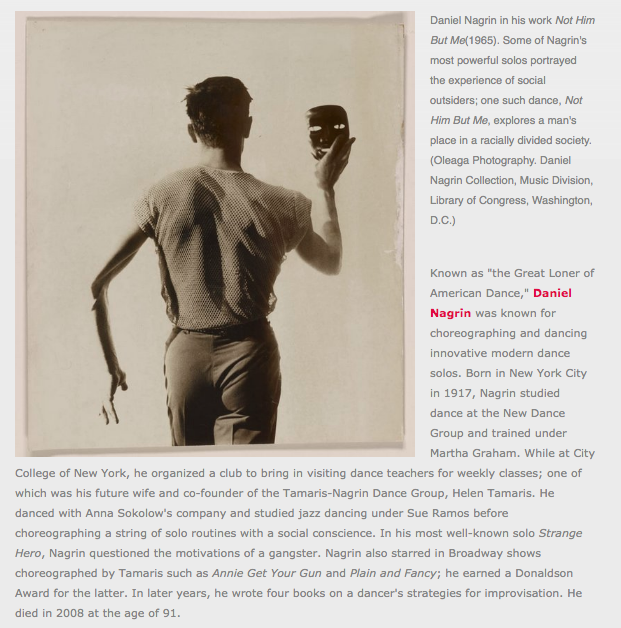 Daniel Nagrin in his work Not Him
But Me(1965). Some of Nagrin's
most powerful solos portrayed
the experience of social
outsiders; one such dance, Not
Him But Me, explores a man's
place in a racially divided society.
(Oleaga Photography. Daniel
Nagrin Collection, Music Division,
Library of Congress, Washington,
D.C.)
Known as "the Great Loner of
American Dance," Daniel
Nagrin was known for
choreographing and dancing
innovative modern dance
solos. Born in New York City
in 1917, Nagrin studied
dance at the New Dance
Group and trained under
Martha Graham. While at City
College of New York, he organized a club to bring in visiting dance teachers for weekly classes; one of
which was his future wife and co-founder of the Tamaris-Nagrin Dance Group, Helen Tamaris. He
danced with Anna Sokolow's company and studied jazz dancing under Sue Ramos before
choreographing a string of solo routines with a social conscience. In his most well-known solo Strange
Hero, Nagrin questioned the motivations of a gangster. Nagrin also starred in Broadway shows
choreographed by Tamaris such as Annie Get Your Gun and Plain and Fancy; he earned a Donaldson
Award for the latter. In later years, he wrote four books on a dancer's strategies for improvisation. He
died in 2008 at the age of 91.